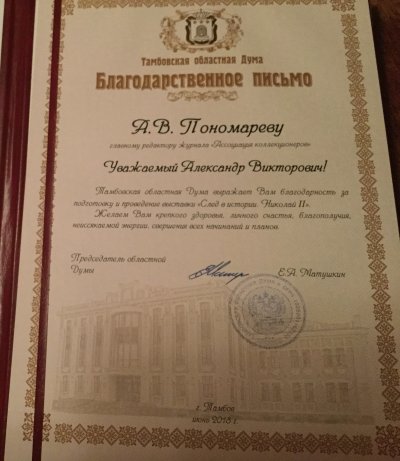 Тамбовская областная Дума
Благодарственное письмо
А.В. Пономареву
главному редактору журнала «Ассоциация коллекционеров»
Уважаемый Александр Викторович!
Тамбовская областная Дума выражает Вам благодарность за
подготовку и проведение выставки «След в истории. Николай II».
Желаем Вам крепкого здоровья, личного счастья, благополучия,
неиссякаемой энергии, свершения всех начинаний и планов.
Председатель областной
Думы
Е.А. Матушкин
г. Тамбов
июнь 2018 г.